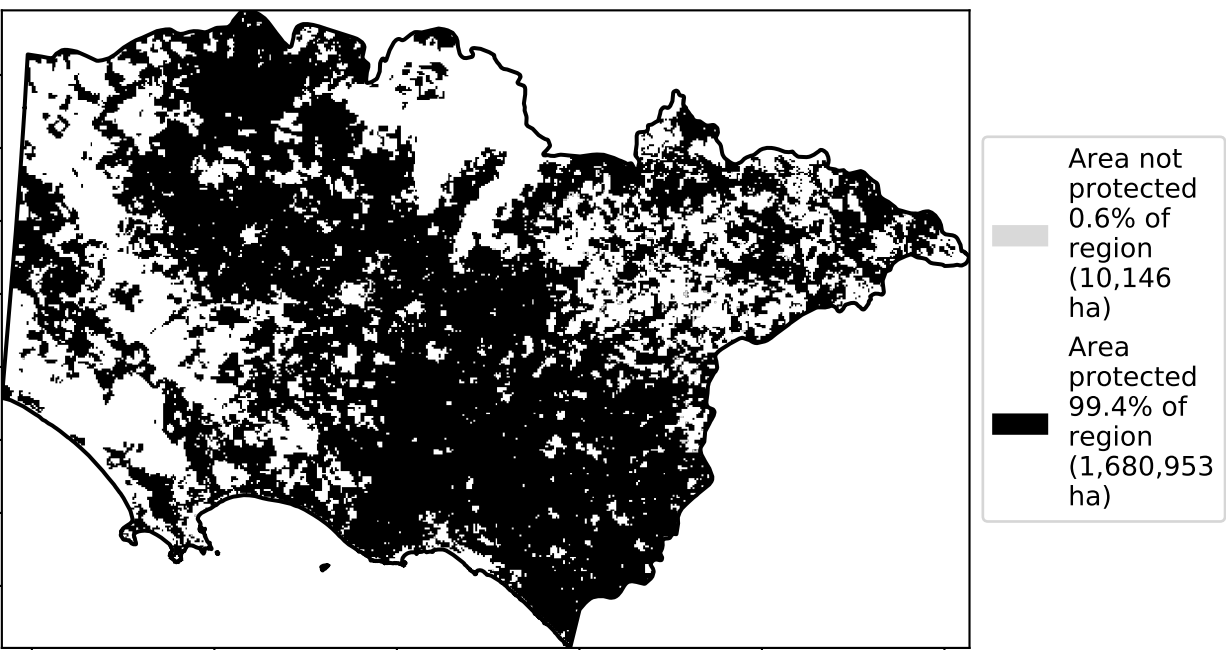 Area not
protected
0.6% of
region
(10,146
ha)
Area
protected
99.4% of
region
(1,680,953
ha)